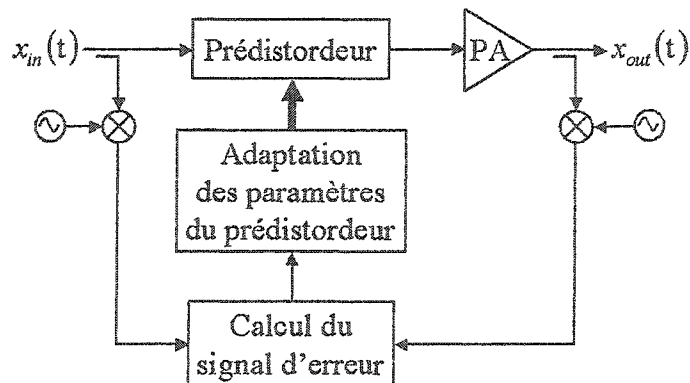 x_in(t)
Prédistordeur
PA
x_out(t)
Adaptation
des paramètres
du prédistordeur
Calcul du
signal d'erreur